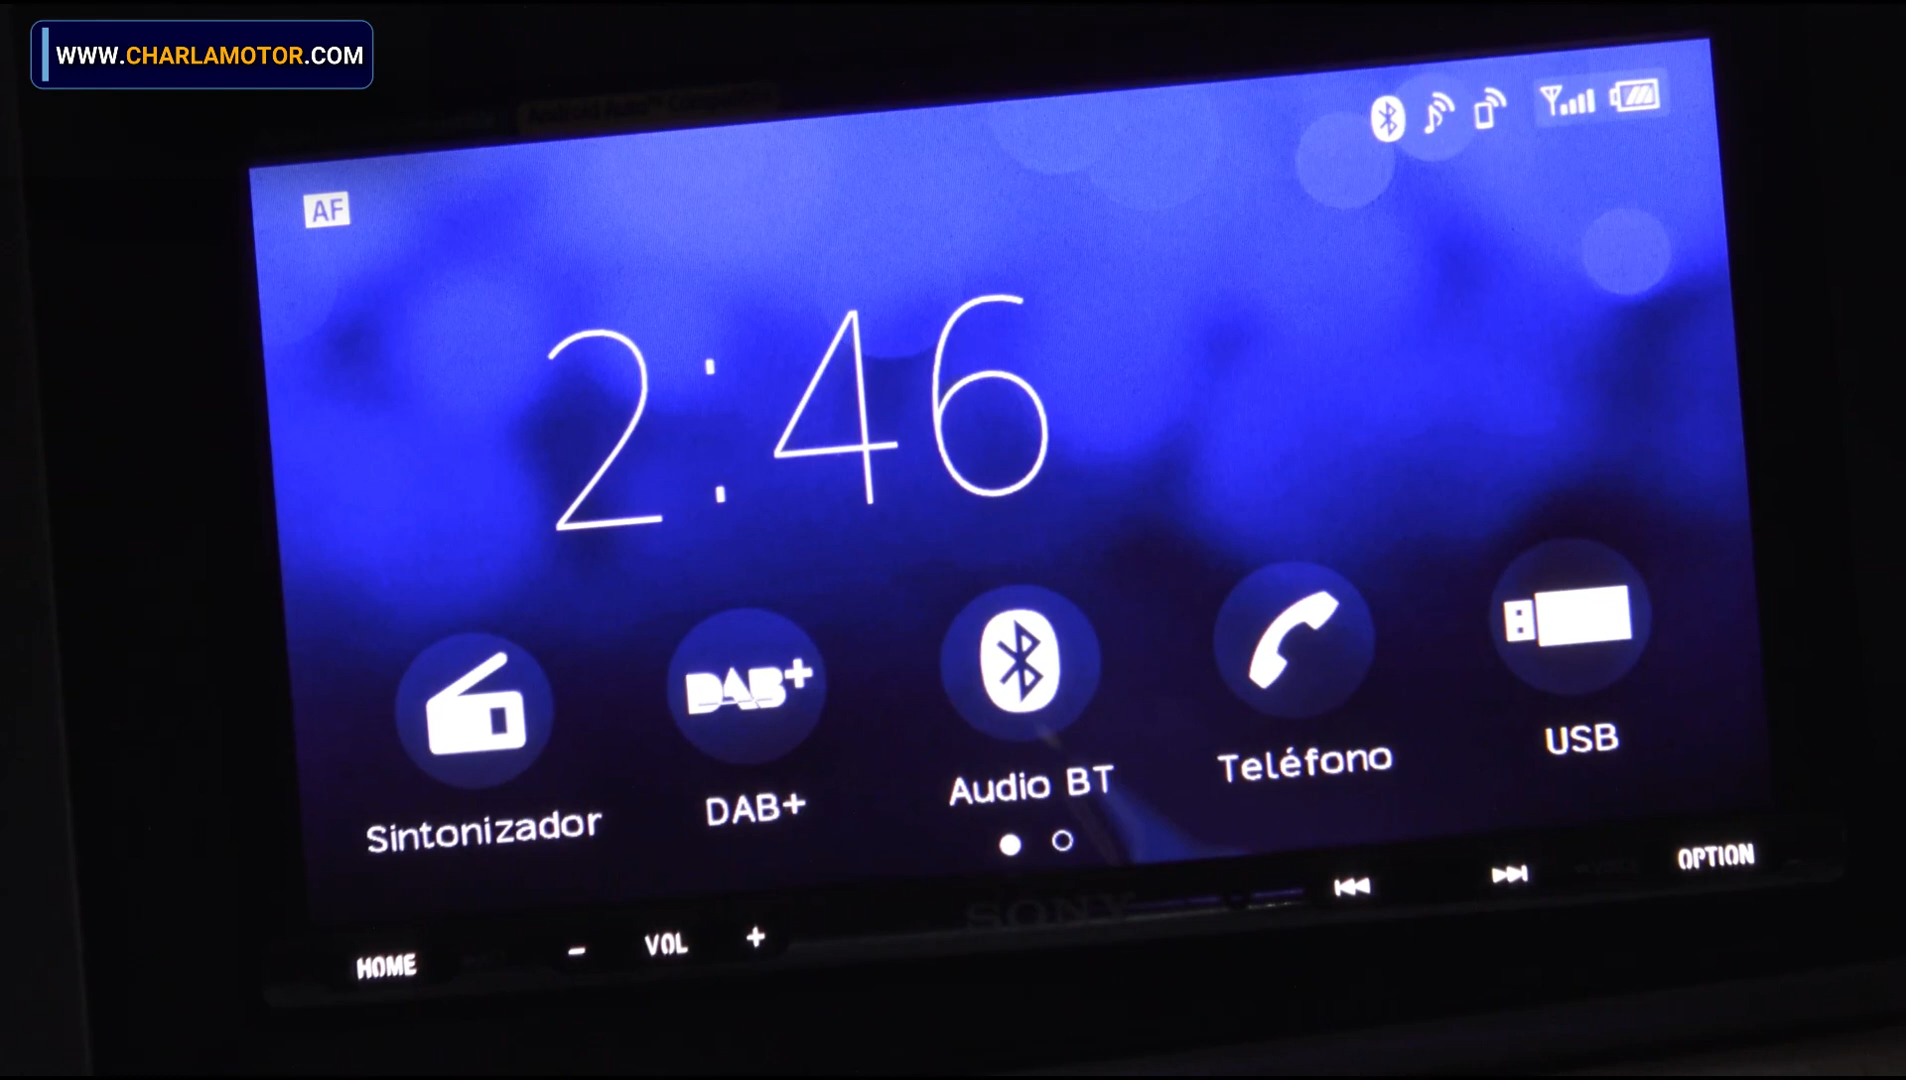 WWW.CHARLAMOTOR.COM
AF
2:46
DAB+
Sintonizador
DAB+
Audio BT
Teléfono
USB
SONY
HOME
- VOL +
OPTION